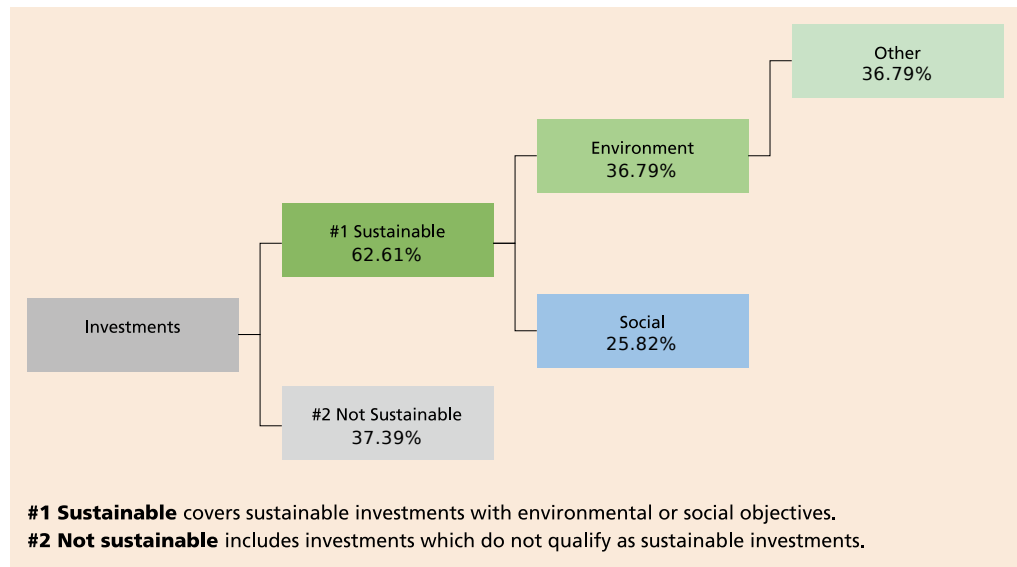 Other
36.79%
Environment
36.79%
#1 Sustainable
62.61%
Investments
Social
25.82%
#2 Not Sustainable
37.39%
#1 Sustainable covers sustainable investments with environmental or social objectives.
#2 Not sustainable includes investments which do not qualify as sustainable investments.